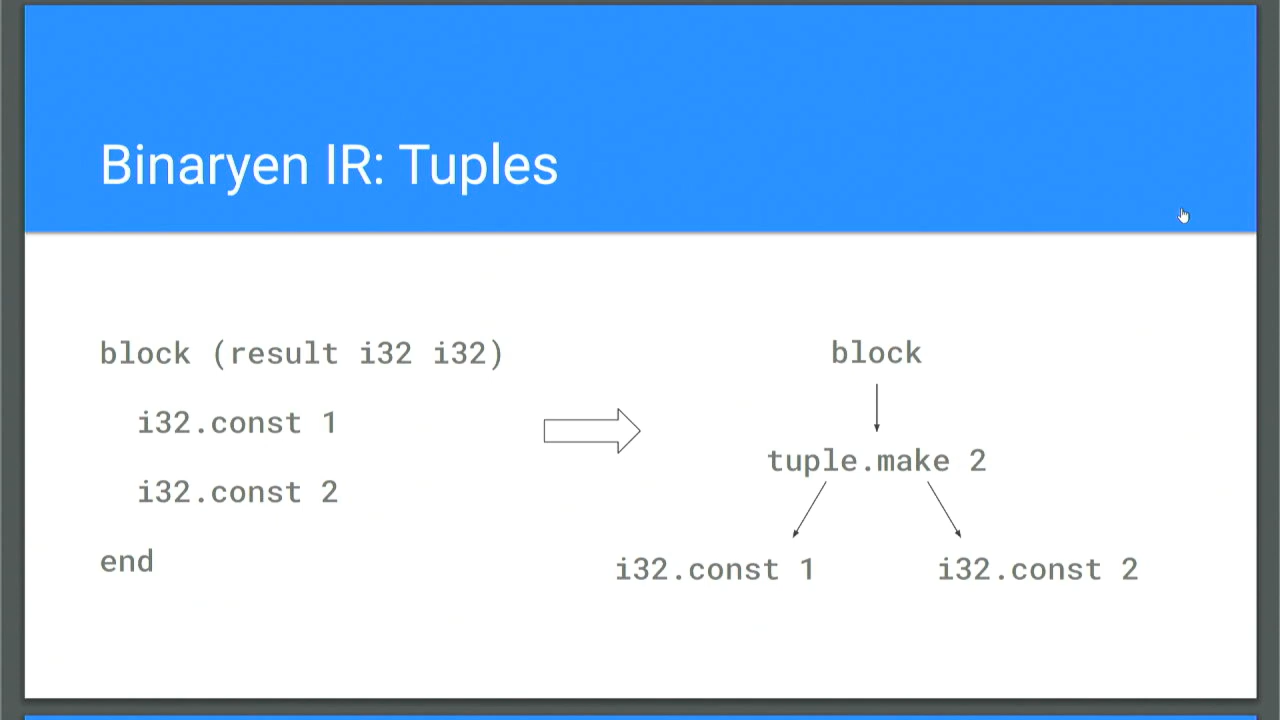 Binaryen IR: Tuples
block (result i32 i32)
i32.const 1
i32.const 2
end
block
tuple.make 2
i32.const 1
i32.const 2